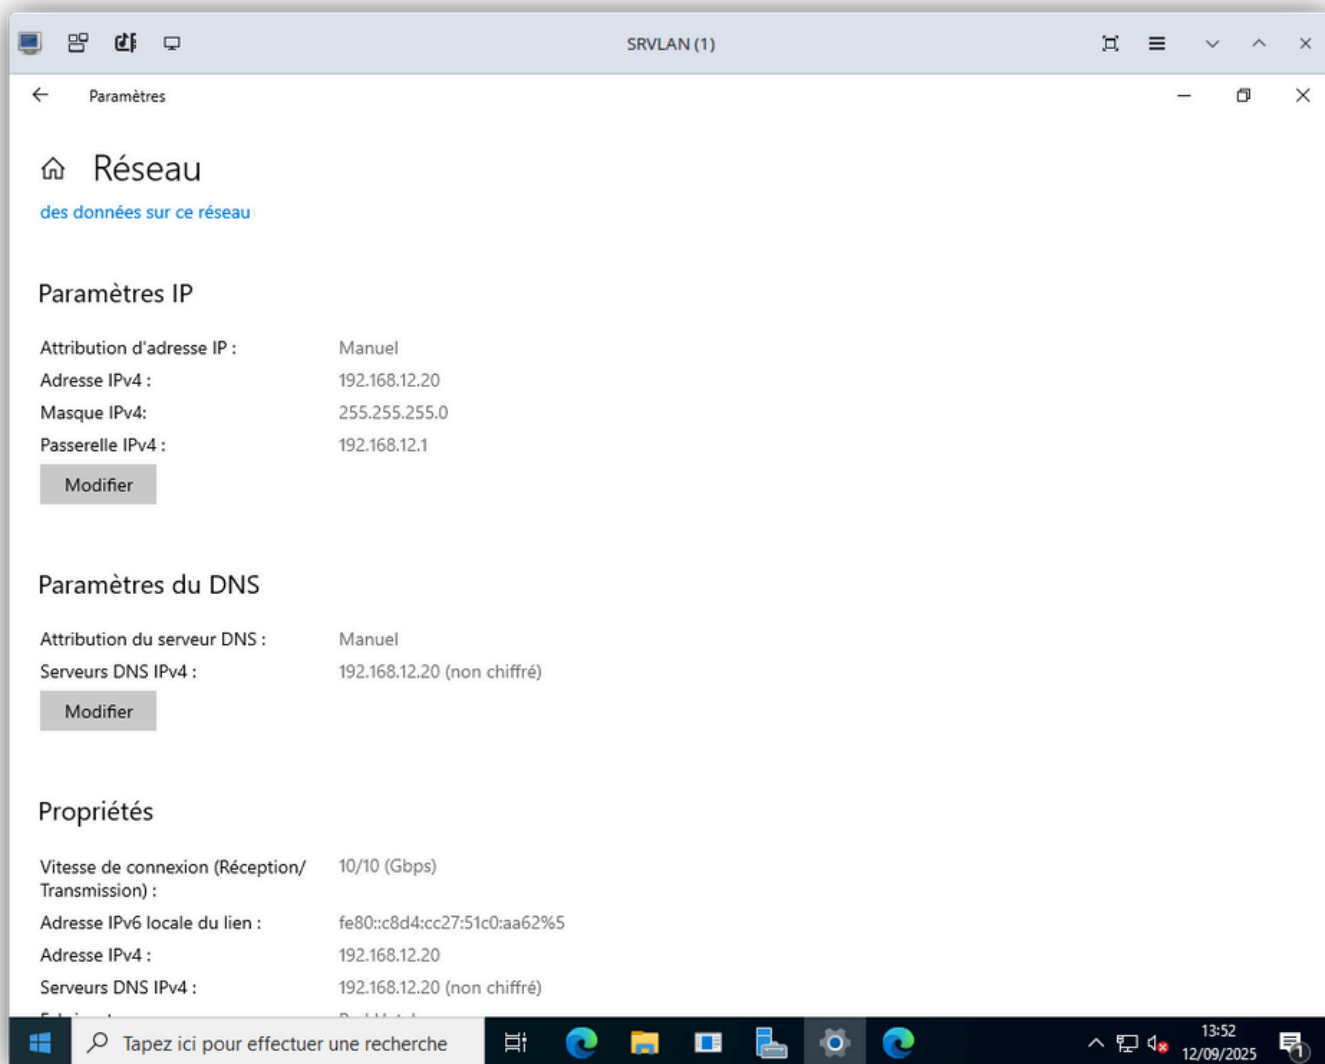 SRVLAN (1)
Paramètres
Réseau
des données sur ce réseau
Paramètres IP
Attribution d'adresse IP : Manuel
Adresse IPv4 : 192.168.12.20
Masque IPv4: 255.255.255.0
Passerelle IPv4 : 192.168.12.1
Modifier
Paramètres du DNS
Attribution du serveur DNS : Manuel
Serveurs DNS IPv4 : 192.168.12.20 (non chiffré)
Modifier
Propriétés
Vitesse de connexion (Réception/ 10/10 (Gbps)
Transmission) :
Adresse IPv6 locale du lien : fe80::c8d4:cc27:51c0:aa62%5
Adresse IPv4 : 192.168.12.20
Serveurs DNS IPv4 : 192.168.12.20 (non chiffré)
Tapez ici pour effectuer une recherche
13:52
12/09/2025
1